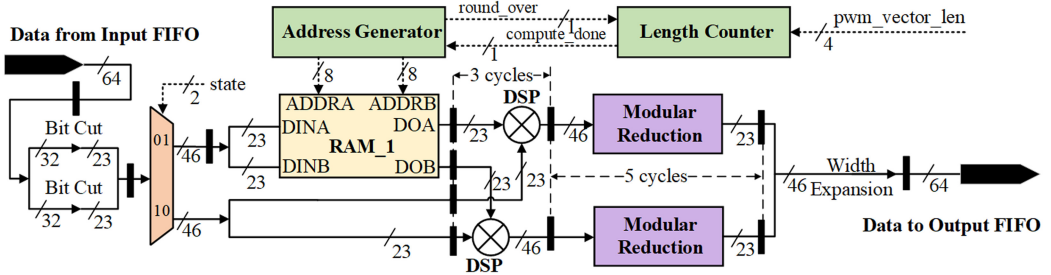 Data from Input FIFO
64
Bit Cut
32
23
Bit Cut
32
23
state
2
01
10
46
46
23
23
Address Generator
round_over
1
compute_done
1
Length Counter
pwm_vector_len
4
8
8
ADDRA
ADDRB
DINA
DOA
RAM_1
DINB
DOB
3 cycles
DSP
23
23
23
23
DSP
46
46
5 cycles
Modular
Reduction
23
Modular
Reduction
23
46
Width
Expansion
64
Data to Output FIFO